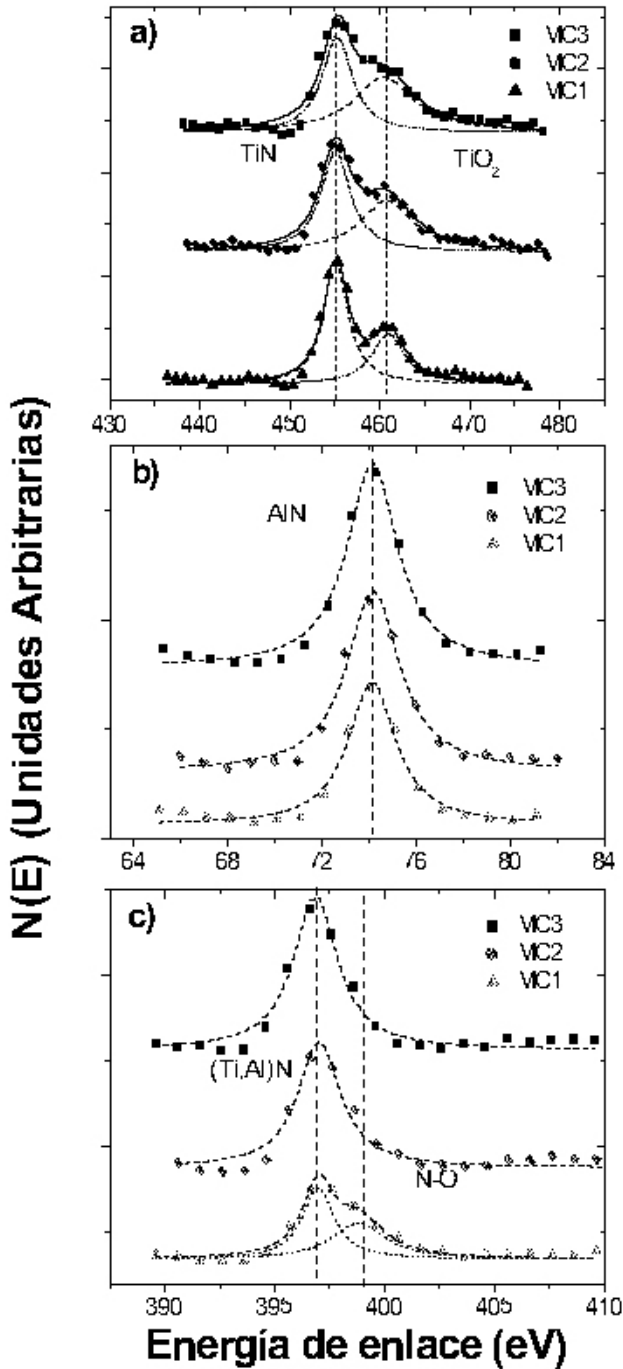 a)
VIC3
VIC2
VIC1
TiN
TiO2
430 440 450 460 470 480
b)
VIC3
VIC2
VIC1
AlN
64 68 72 76 80 84
c)
VIC3
VIC2
VIC1
(Ti,Al)N
N-O
390 395 400 405 410
N(E) (Unidades Arbitrarias)
Energía de enlace (eV)